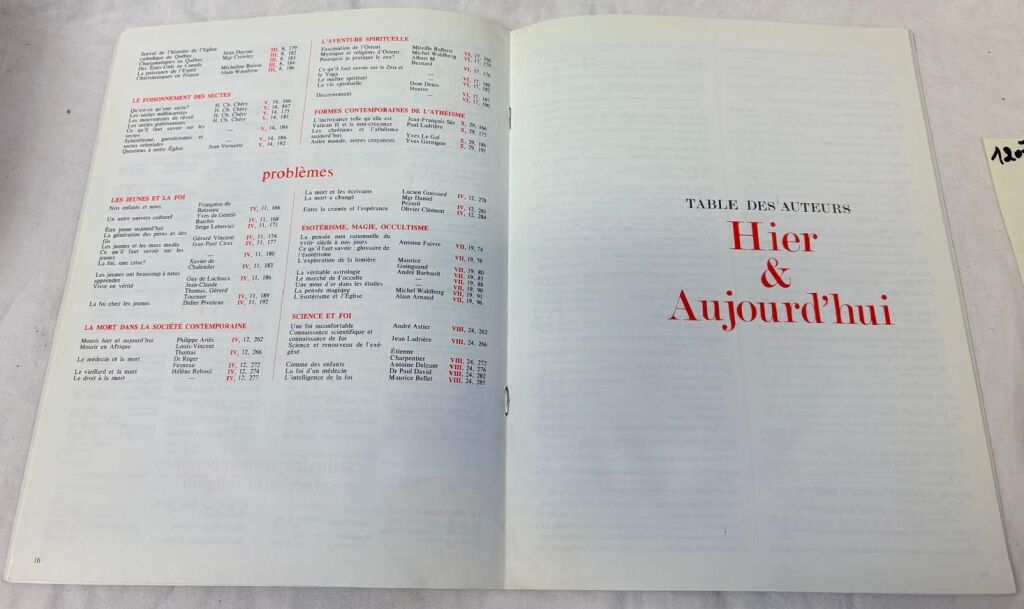 Survol de l'histoire de l'Eglise
catholique du Québec Jean Dayzac III, 8, 179
Charismatiques au Québec Mgr Crowley III, 8, 182
Des États-Unis au Canada III, 8, 183
La puissance de l'Esprit Micheline Boivin III, 8, 184
Charismatiques en France Alain Woodrow III, 8, 186
LE FOISONNEMENT DES SECTES
Qu'est-ce qu'une secte? H. Ch. Chéry V, 14, 166
Les sectes millénaristes H. Ch. Chéry V, 14, 167
Les mouvements de réveil H. Ch. Chéry V, 14, 175
Les sectes guérisseuses H. Ch. Chéry V, 14, 181
Ce qu'il faut savoir sur les
sectes — V, 14, 184
Syncrétisme, gnosticismes et
sectes orientales — V, 14, 186
Questions à notre Église Jean Vernette V, 14, 192
L'AVENTURE SPIRITUELLE
Fascination de l'Orient Mireille Buffero VI, 17, 166
Mystique et religions d'Orient Michel Waldberg VI, 17, 170
Pourquoi je pratique le zen? Albert M.
Besnard VI, 17, 174
Ce qu'il faut savoir sur le Zen et
le Yoga — VI, 17, 176
Le maître spirituel —
La vie spirituelle Dom Denis
Huerre
Discernement — VI, 17, 190
FORMES CONTEMPORAINES DE L'ATHÉISME
L'incroyance telle qu'elle est Jean-François Six X, 29, 166
Vatican II et la non-croyance Paul Ladrière X, 29, 175
Les chrétiens et l'athéisme
aujourd'hui Yves Le Gal X, 29, 189
Autre monde, autres croyances Yves Gernigon X, 29, 191
problèmes
LES JEUNES ET LA FOI
Nos enfants et nous Françoise de
Boissieu IV, 11, 166
Un autre univers culturel Yves de Gentil-
Baichis IV, 11, 168
Être jeune aujourd'hui Serge Lebovici IV, 11, 171
La génération des pères et des
fils Gérard Vincent IV, 11, 174
Les jeunes et les mass media Jean-Paul Ciret IV, 11, 177
Ce qu'il faut savoir sur les
jeunes — IV, 11, 180
La foi, une crise? Xavier de
Chalendar IV, 11, 183
Les jeunes ont beaucoup à nous
apprendre Guy de Lachoux IV, 11, 186
Vivre en vérité Jean-Claude
Thomas, Gérard
Tournier IV, 11, 189
La foi chez les jeunes Didier Piveteau IV, 11, 192
LA MORT DANS LA SOCIÉTÉ CONTEMPORAINE
Mourir hier et aujourd'hui Philippe Ariès IV, 12, 262
Mourir en Afrique Louis-Vincent
Thomas IV, 12, 266
Le médecin et la mort Dr Roger
Fesneau IV, 12, 272
Le vieillard et la mort Hélène Reboul IV, 12, 274
Le droit à la mort — IV, 12, 277
La mort et les écrivains Lucien Guissard IV, 12, 278
La mort a changé Mgr Daniel
Pezeril IV, 12, 281
Entre la crainte et l'espérance Olivier Clément IV, 12, 284
ÉSOTÉRISME, MAGIE, OCCULTISME
La pensée non rationnelle du
XVIIIe siècle à nos jours Antoine Faivre VII, 19, 74
Ce qu'il faut savoir : glossaire de
l'ésotérisme — VII, 19, 78
L'exploration de la lumière Maurice
Guinguand VII, 19, 80
La véritable astrologie André Barbault VII, 19, 83
Le marché de l'occulte — VII, 19, 88
Une mine d'or dans les étoiles — VII, 19, 90
La pensée magique Michel Waldberg VII, 19, 91
L'ésotérisme et l'Église Alain Arnaud VII, 19, 96
SCIENCE ET FOI
Une foi inconfortable André Astier VIII, 24, 262
Connaissance scientifique et
connaissance de foi Jean Ladrière VIII, 24, 266
Science et renouveau de l'exé-
gèse Étienne
Charpentier VIII, 24, 272
Comme des enfants Antoine Delzant VIII, 24, 276
La foi d'un médecin Dr Paul David VIII, 24, 282
L'intelligence de la foi Maurice Bellet VIII, 24, 285
16
TABLE DES AUTEURS
Hier
&
Aujourd'hui